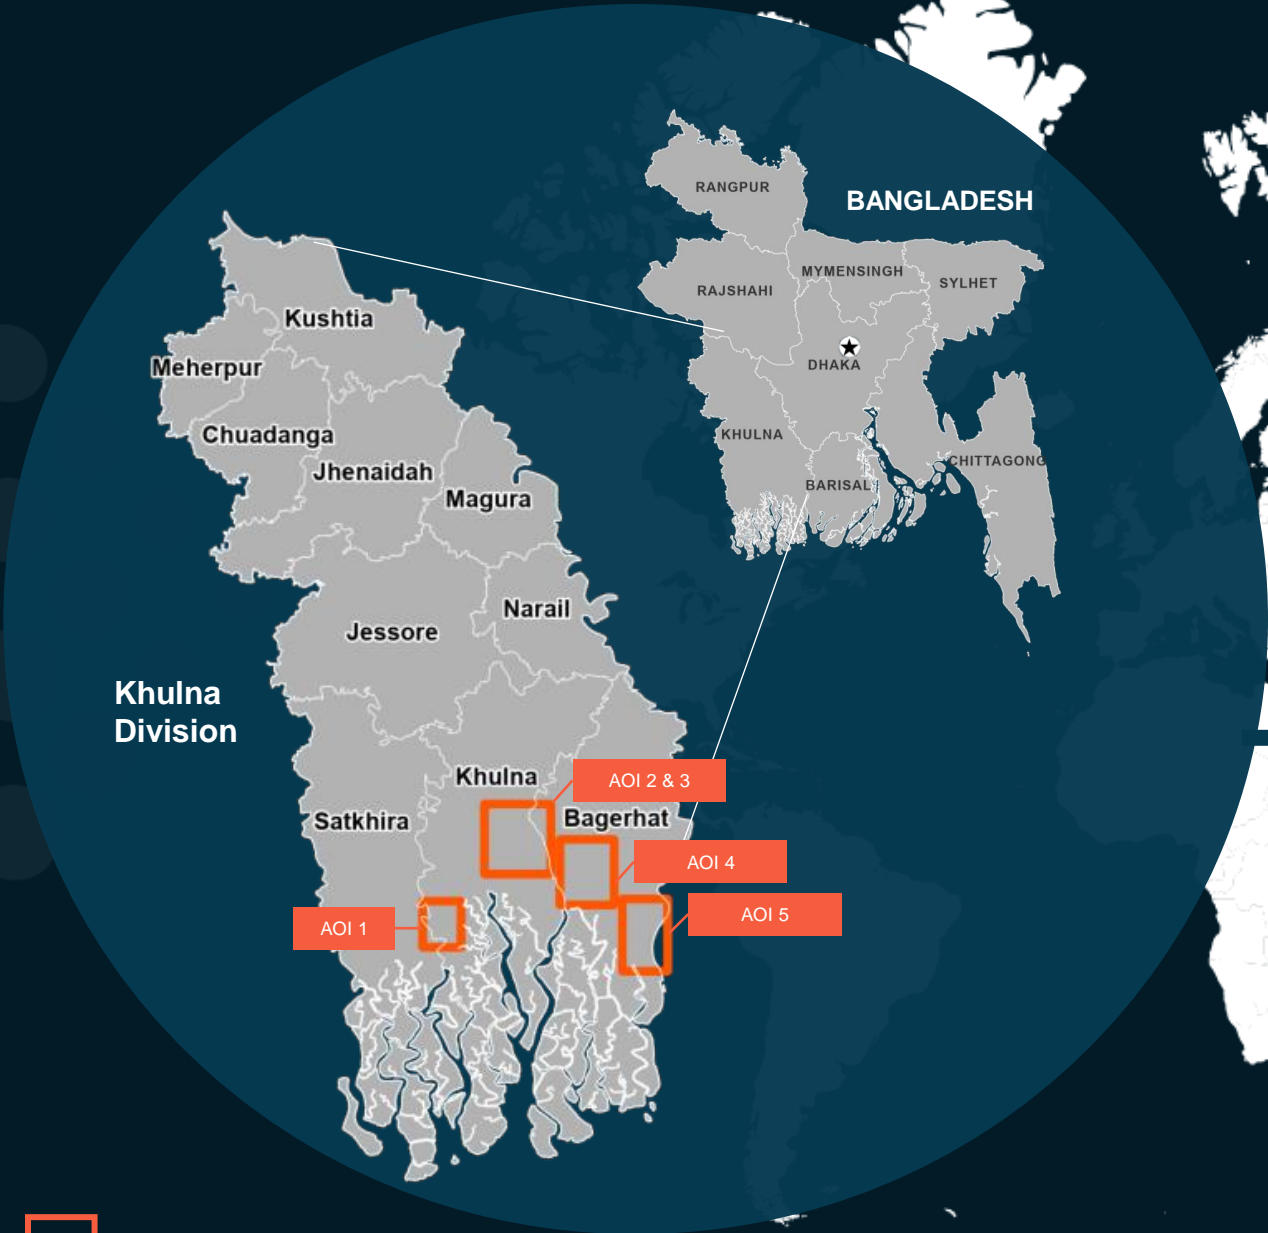 BANGLADESH
RANGPUR
MYMENSINGH
RAJSHAHI
SYLHET
DHAKA
KHULNA
CHITTAGONG
BARISAL
Kushtia
Meherpur
Chuadanga
Jhenaidah
Magura
Narail
Jessore
Khulna
Division
Khulna
AOI 2 & 3
Satkhira
Bagerhat
AOI 4
AOI 5
AOI 1